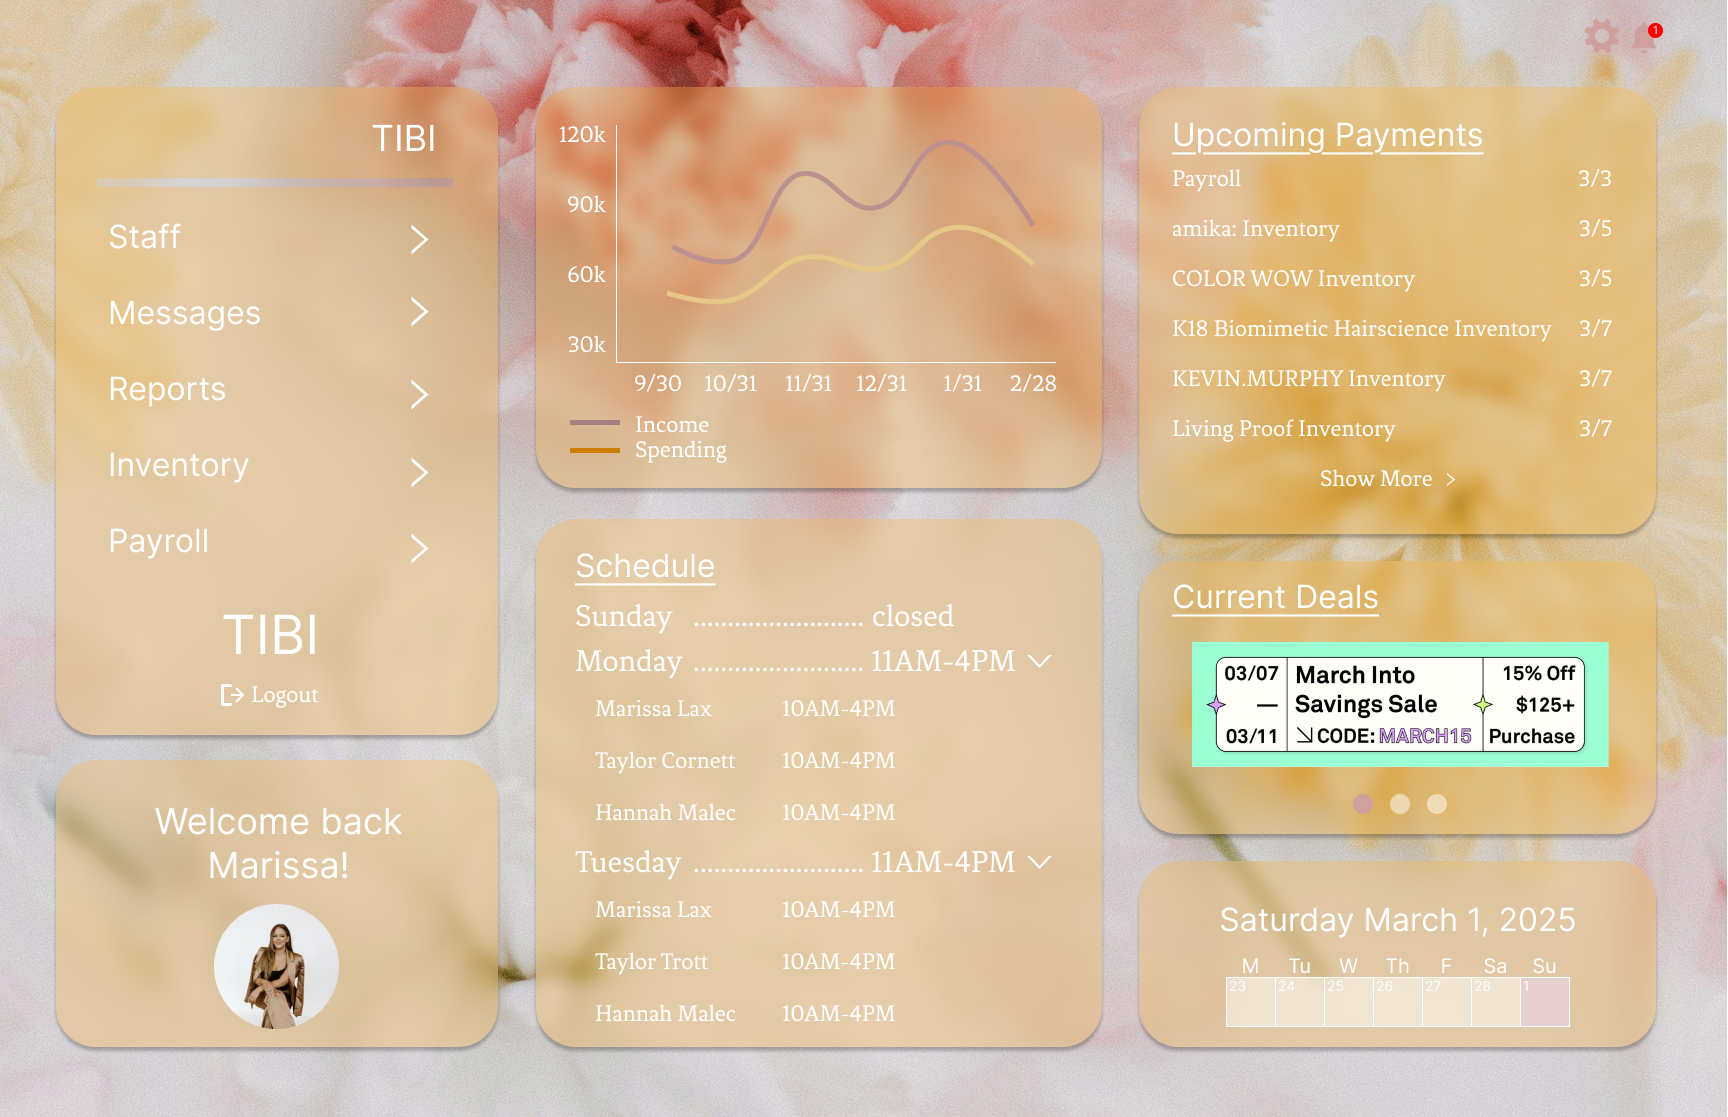 1
TIBI
Staff
Messages
Reports
Inventory
Payroll
TIBI
Logout
Welcome back
Marissa!
120k
90k
60k
30k
9/30 10/31 11/31 12/31 1/31 2/28
Income
Spending
Schedule
Sunday ......................... closed
Monday ......................... 11AM-4PM
Marissa Lax 10AM-4PM
Taylor Cornett 10AM-4PM
Hannah Malec 10AM-4PM
Tuesday ......................... 11AM-4PM
Marissa Lax 10AM-4PM
Taylor Trott 10AM-4PM
Hannah Malec 10AM-4PM
Upcoming Payments
Payroll 3/3
amika: Inventory 3/5
COLOR WOW Inventory 3/5
K18 Biomimetic Hairscience Inventory 3/7
KEVIN.MURPHY Inventory 3/7
Living Proof Inventory 3/7
Show More >
Current Deals
03/07
—
03/11
March Into
Savings Sale
CODE: MARCH15
15% Off
$125+
Purchase
Saturday March 1, 2025
M Tu W Th F Sa Su
23 24 25 26 27 28 1